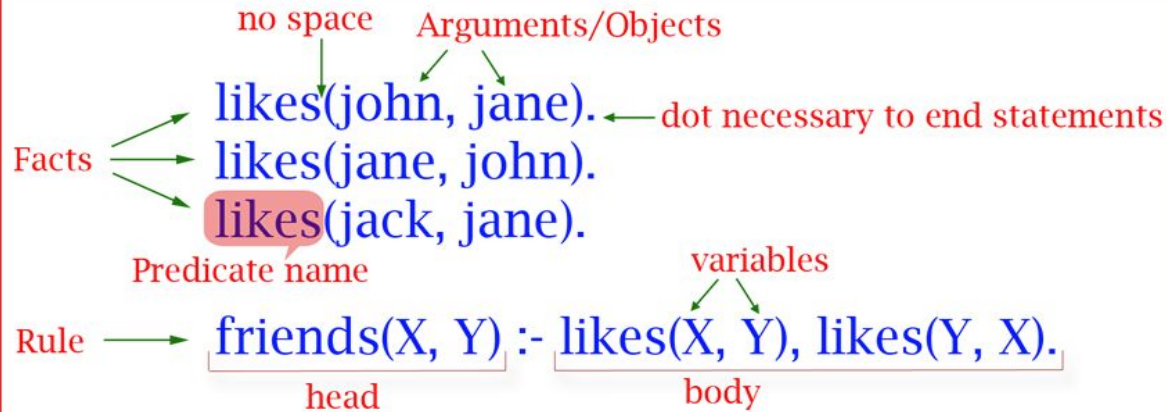 no space Arguments/Objects
likes(john, jane). dot necessary to end statements
Facts likes(jane, john).
likes(jack, jane).
Predicate name variables
Rule friends(X, Y) :- likes(X, Y), likes(Y, X).
head body